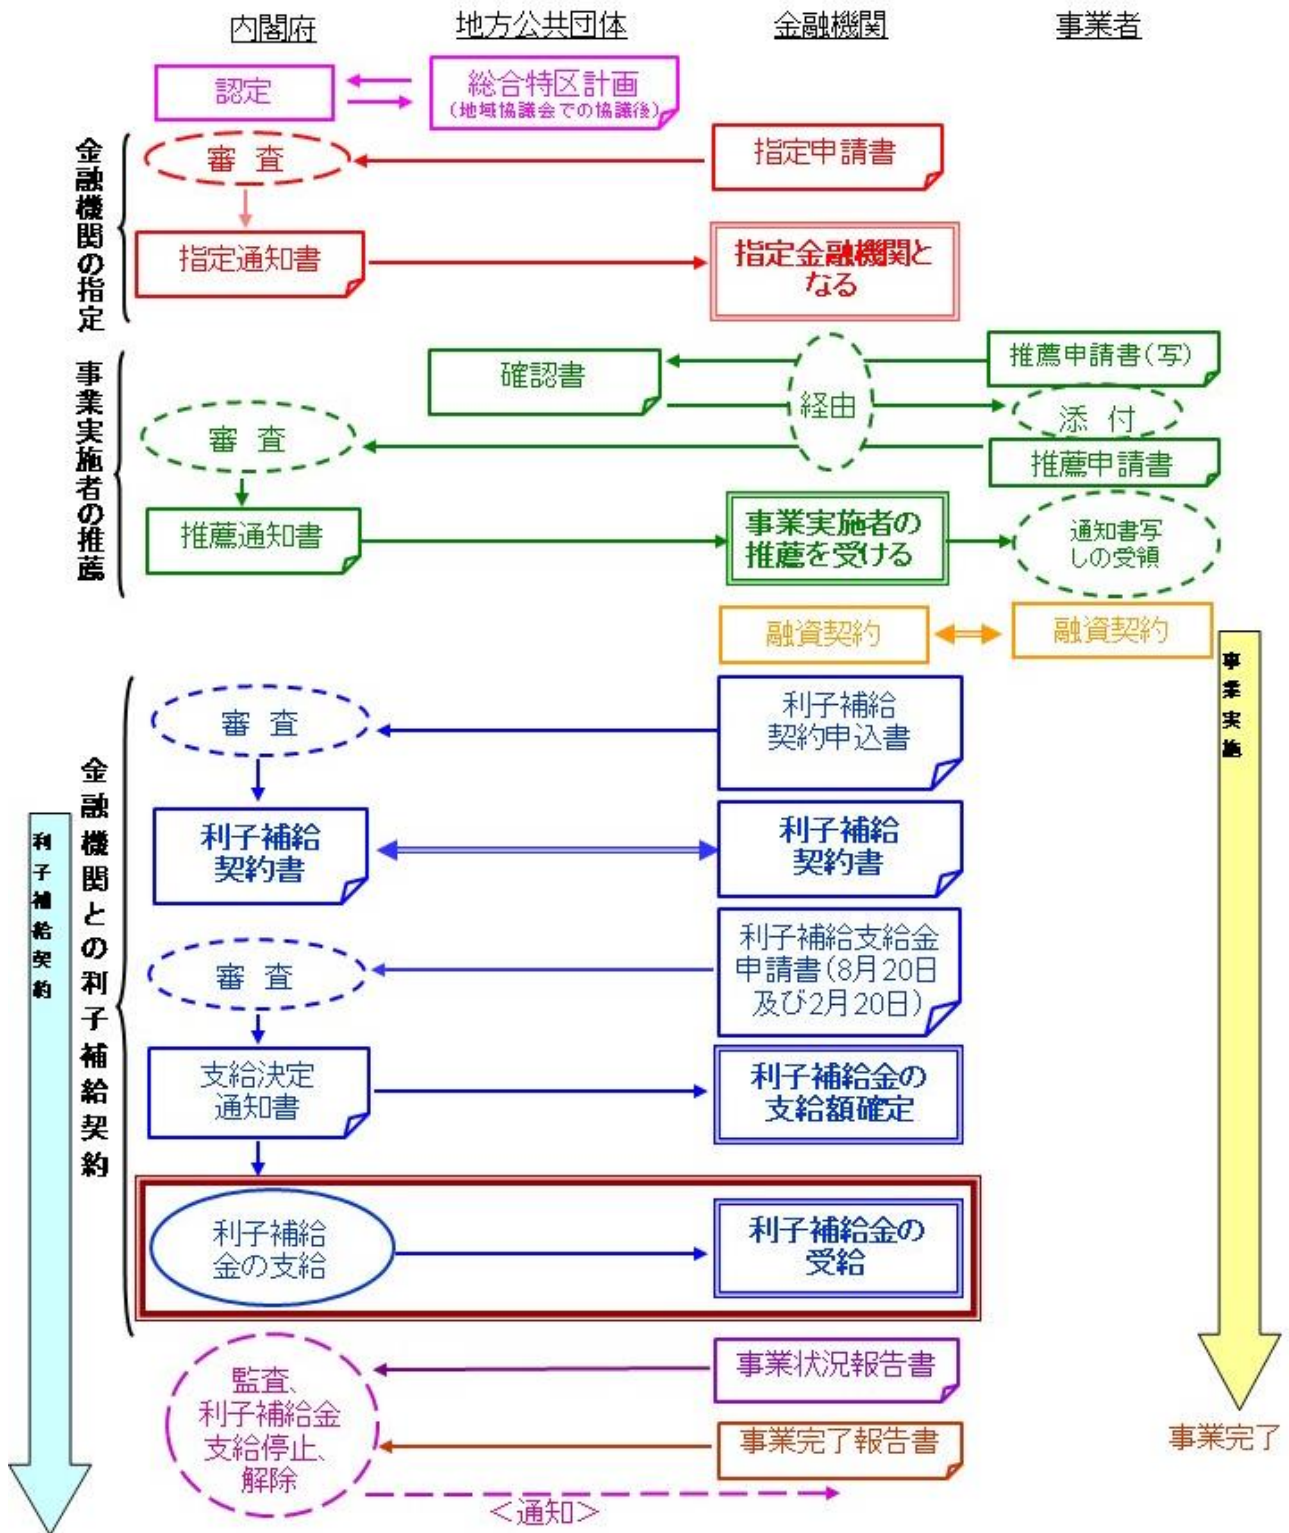 内閣府
地方公共団体
金融機関
事業者
認定
総合特区計画
(地域協議会での協議後)
金融機関の指定
審 査
指定申請書
指定通知書
指定金融機関と
なる
事業実施者の推薦
確認書
経由
推薦申請書(写)
添 付
審 査
推薦申請書
推薦通知書
事業実施者の
推薦を受ける
通知書写
しの受領
融資契約
融資契約
事業実施
金融機関との利子補給契約
利子補給契約
審 査
利子補給
契約申込書
利子補給
契約書
利子補給
契約書
審 査
利子補給支給金
申請書(8月20日
及び2月20日)
支給決定
通知書
利子補給金の
支給額確定
利子補給
金の支給
利子補給金の
受給
監査、
利子補給金
支給停止、
解除
事業状況報告書
事業完了報告書
事業完了
<通知>